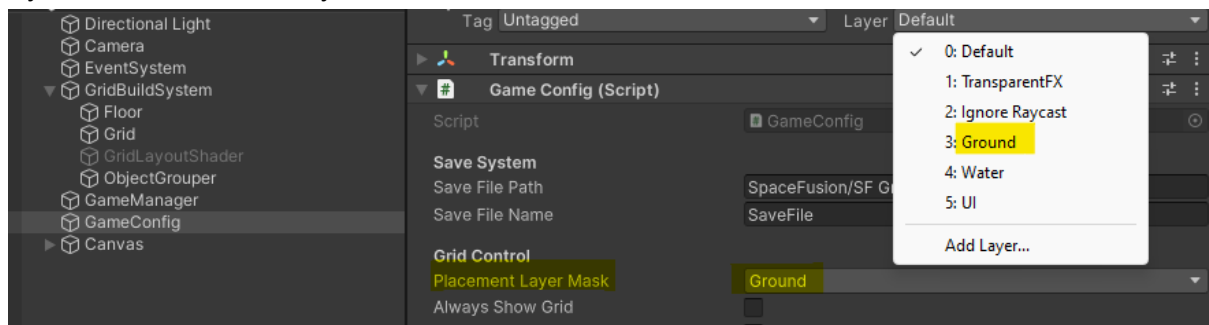 Directional Light
Camera
EventSystem
GridBuildSystem
Floor
Grid
GridLayoutShader
ObjectGrouper
GameManager
GameConfig
Canvas
Tag Untagged Layer Default
Transform
# Game Config (Script)
Script # GameConfig
Save System
Save File Path SpaceFusion/SF Gr
Save File Name SaveFile
Grid Control
Placement Layer Mask Ground
Always Show Grid
0: Default
1: TransparentFX
2: Ignore Raycast
3: Ground
4: Water
5: UI
Add Layer...